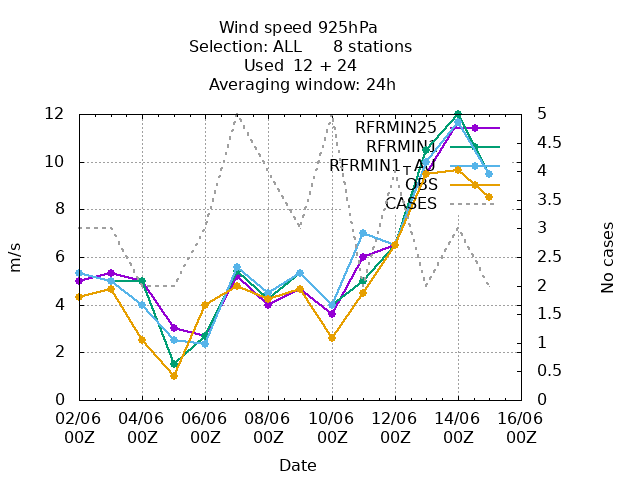 Wind speed 925hPa
Selection: ALL 8 stations
Used 12 + 24
Averaging window: 24h
RFRMIN25
RFRMIN1
RFRMIN1_AU
OBS
CASES
m/s
0
2
4
6
8
10
12
No cases
0
0.5
1
1.5
2
2.5
3
3.5
4
4.5
5
02/06 04/06 06/06 08/06 10/06 12/06 14/06 16/06
00Z 00Z 00Z 00Z 00Z 00Z 00Z 00Z
Date